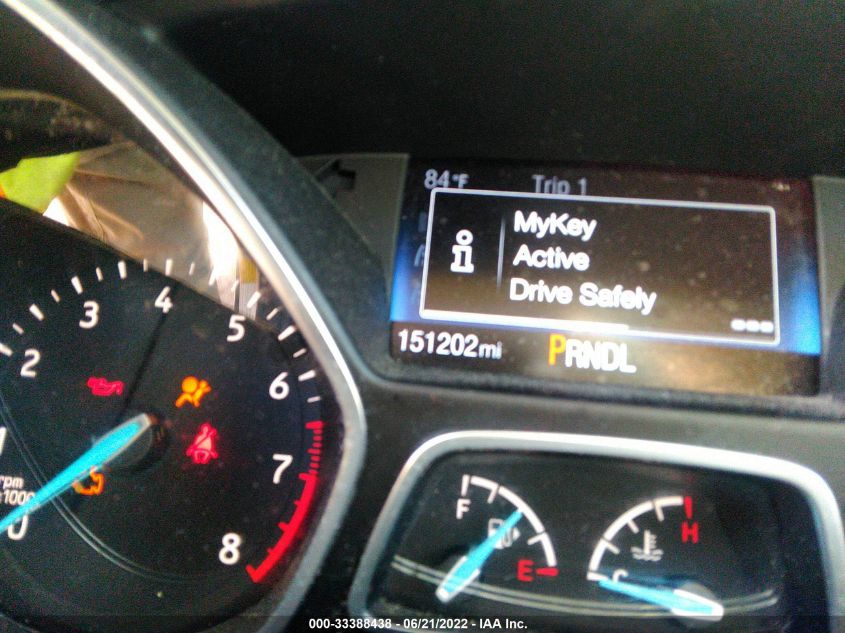 84°F Trip 1
MyKey
Active
Drive Safely
151202mi PRNDL
2 3 4 5 6 7 8
rpm
x1000
0
F
E
H
C
000-33388438 - 06/21/2022 - IAA Inc.